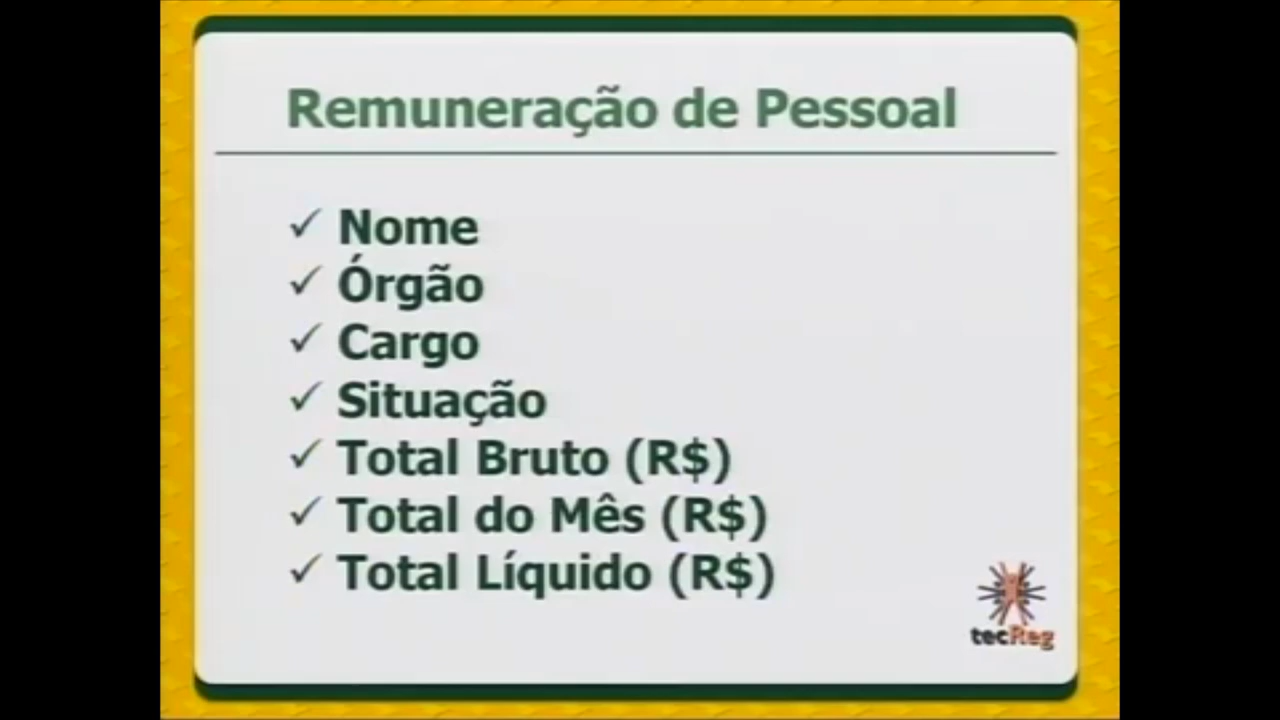 Remuneração de Pessoal
✓ Nome
✓ Órgão
✓ Cargo
✓ Situação
✓ Total Bruto (R$)
✓ Total do Mês (R$)
✓ Total Líquido (R$)
tecReg